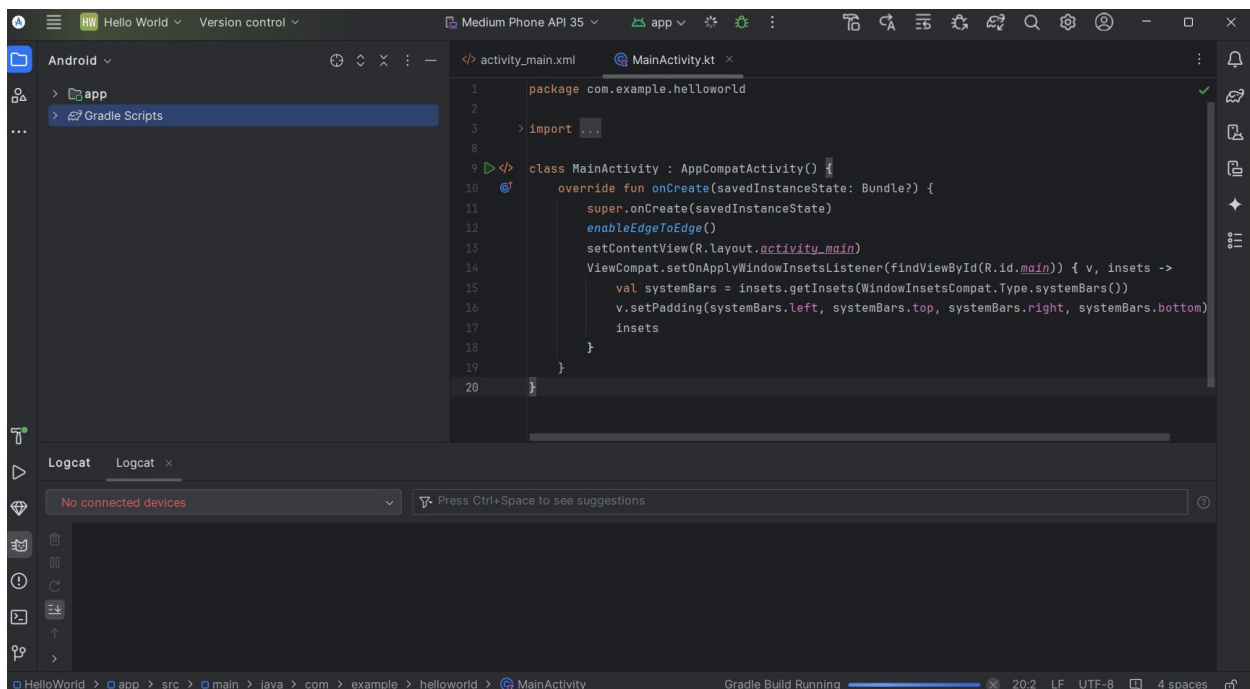 HW Hello World Version control Medium Phone API 35 app
Android
app
Gradle Scripts
activity_main.xml MainActivity.kt
1 package com.example.helloworld
2
3 import ...
8
9 class MainActivity : AppCompatActivity() {
10 override fun onCreate(savedInstanceState: Bundle?) {
11 super.onCreate(savedInstanceState)
12 enableEdgeToEdge()
13 setContentView(R.layout.activity_main)
14 ViewCompat.setOnApplyWindowInsetsListener(findViewById(R.id.main)) { v, insets ->
15 val systemBars = insets.getInsets(WindowInsetsCompat.Type.systemBars())
16 v.setPadding(systemBars.left, systemBars.top, systemBars.right, systemBars.bottom)
17 insets
18 }
19 }
20 }
Logcat Logcat
No connected devices Press Ctrl+Space to see suggestions
HelloWorld > app > src > main > java > com > example > helloworld > MainActivity Gradle Build Running 20:2 LF UTF-8 4 spaces